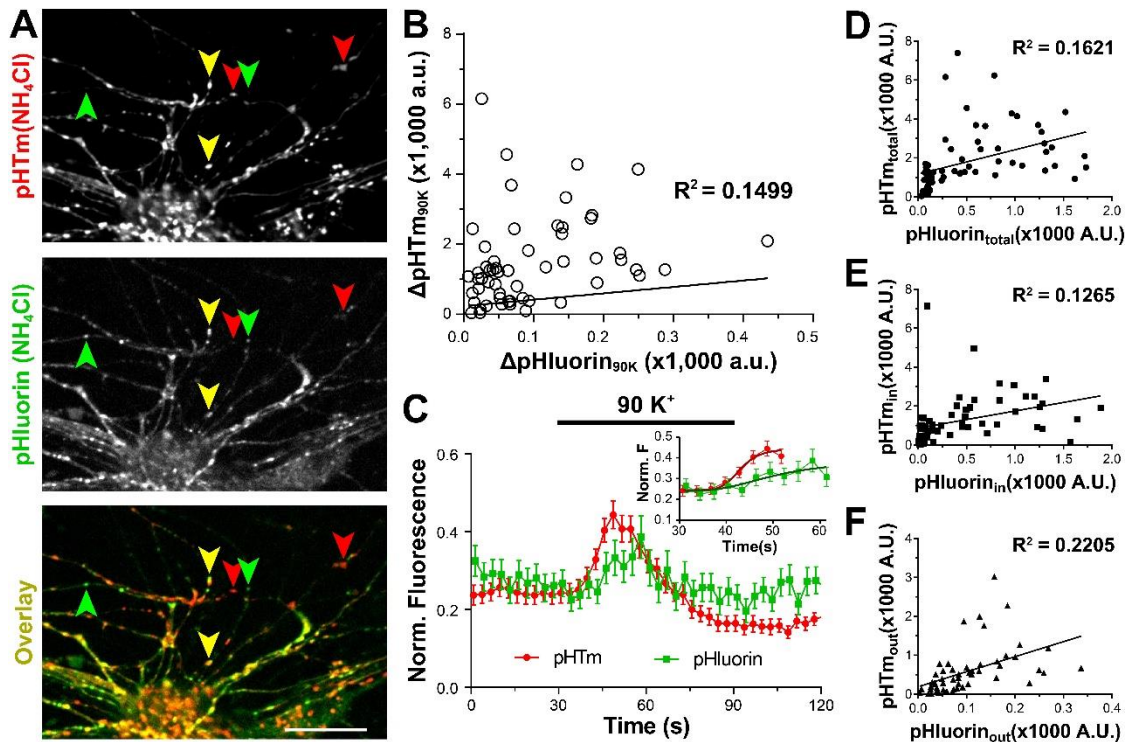 A
pHTm(NH₄Cl)
pHluorin (NH₄Cl)
Overlay
B
ΔpHTm90K (x1,000 a.u.)
8
6
4
2
0
R² = 0.1499
0.0 0.1 0.2 0.3 0.4 0.5
ΔpHluorin90K (x1,000 a.u.)
C
90 K⁺
Norm. Fluorescence
0.6
0.4
0.2
0.0
Norm. F
0.5
0.4
0.3
0.2
0.1
30 40 50 60
Time(s)
pHTm pHluorin
0 30 60 90 120
Time (s)
D
pHTmtotal(x1000 A.U.)
8
6
4
2
0
R² = 0.1621
0.0 0.5 1.0 1.5 2.0
pHluorintotal(x1000 A.U.)
E
pHTmin(x1000 A.U.)
8
6
4
2
0
R² = 0.1265
0.0 0.5 1.0 1.5 2.0
pHluorinin(x1000 A.U.)
F
pHTmout(x1000 A.U.)
4
3
2
1
0
R² = 0.2205
0.0 0.1 0.2 0.3 0.4
pHluorinout(x1000 A.U.)